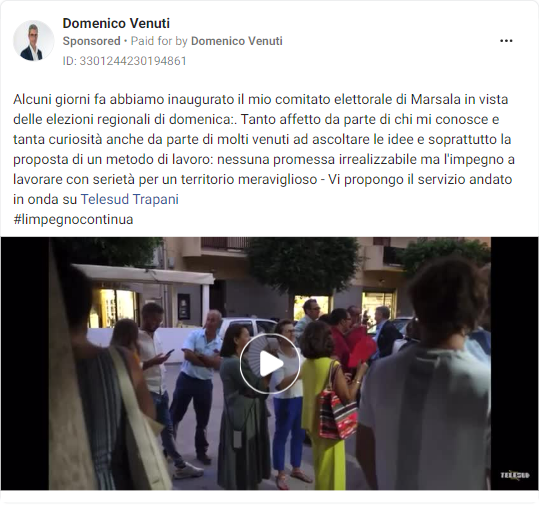 Domenico Venuti
Sponsored • Paid for by Domenico Venuti
ID: 3301244230194861
Alcuni giorni fa abbiamo inaugurato il mio comitato elettorale di Marsala in vista
delle elezioni regionali di domenica:. Tanto affetto da parte di chi mi conosce e
tanta curiosità anche da parte di molti venuti ad ascoltare le idee e soprattutto la
proposta di un metodo di lavoro: nessuna promessa irrealizzabile ma l'impegno a
lavorare con serietà per un territorio meraviglioso - Vi propongo il servizio andato
in onda su Telesud Trapani
#limpegnocontinua
TELESUD